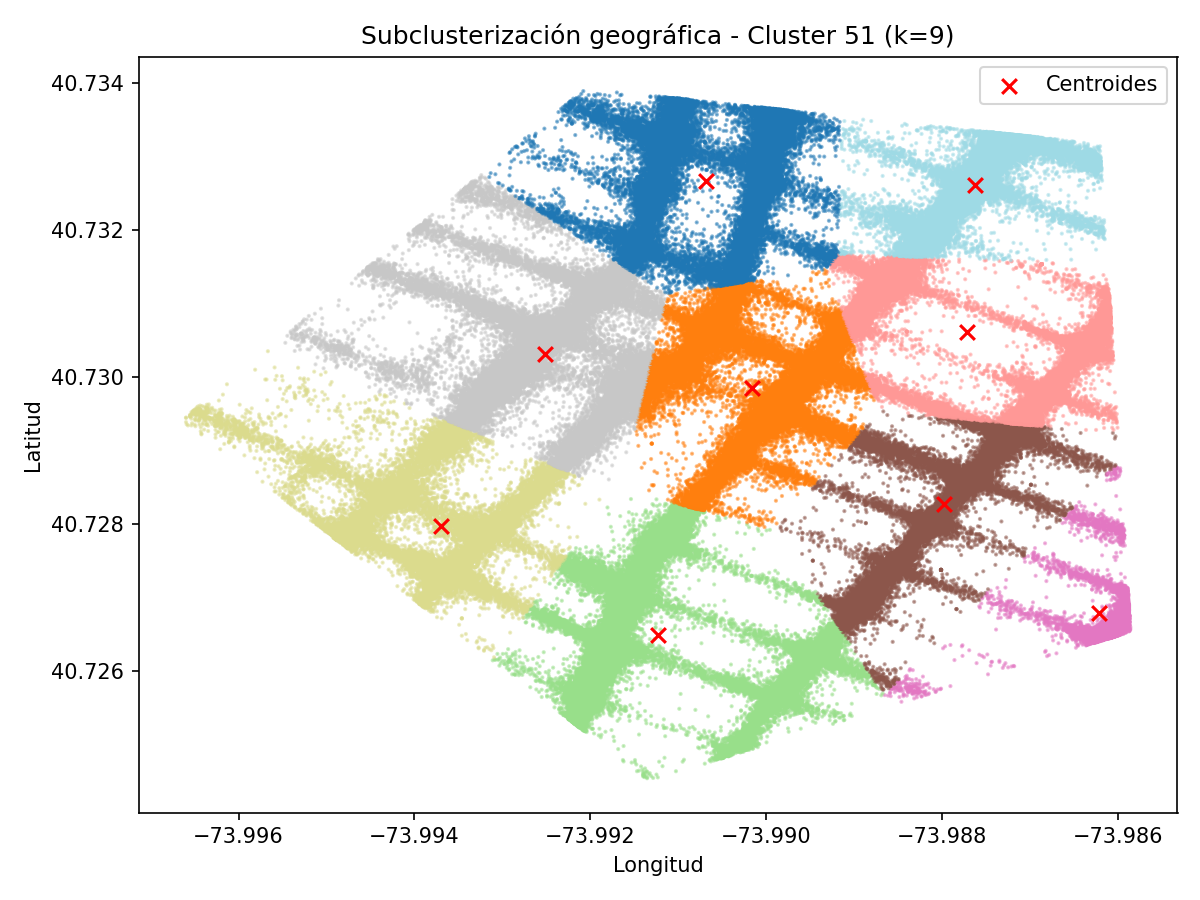 Subclusterización geográfica - Cluster 51 (k=9)
Centroides
40.734
40.732
40.730
40.728
40.726
Latitud
−73.996
−73.994
−73.992
−73.990
−73.988
−73.986
Longitud